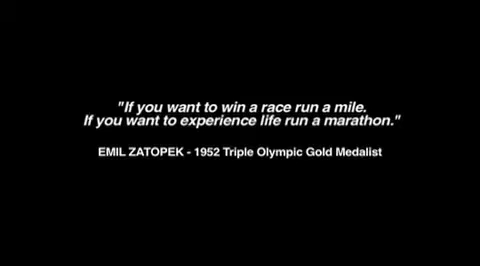 "If you want to win a race run a mile.
If you want to experience life run a marathon."
EMIL ZATOPEK - 1952 Triple Olympic Gold Medalist